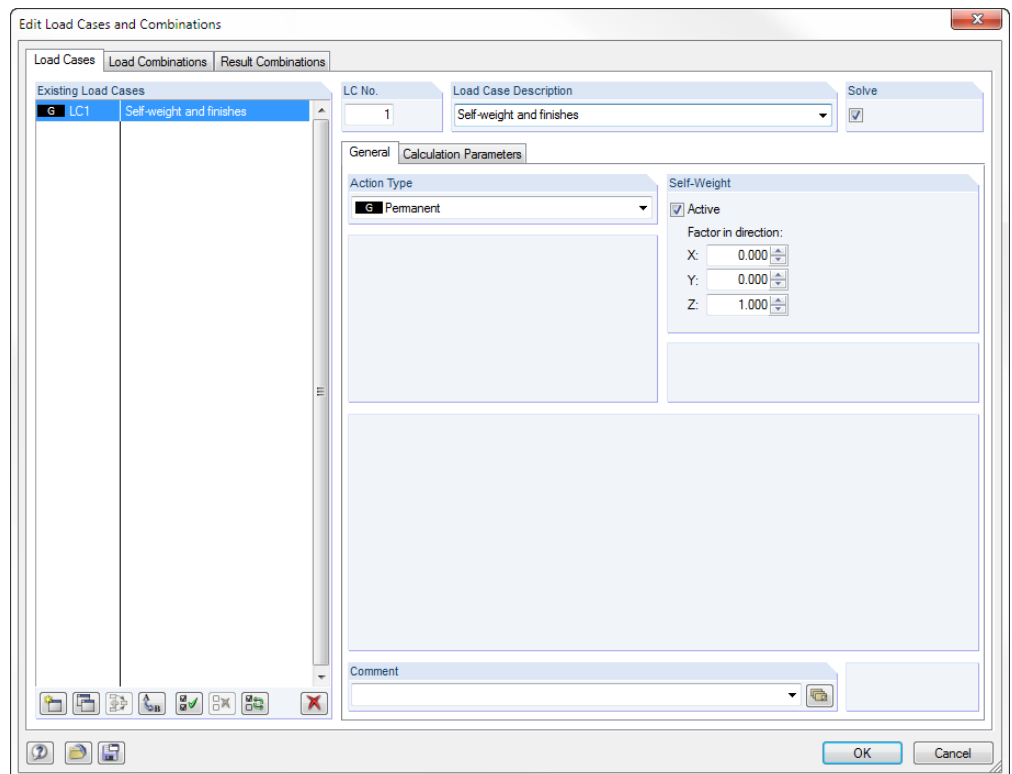 Edit Load Cases and Combinations
Load Cases Load Combinations Result Combinations
Existing Load Cases
G LC1 Self-weight and finishes
LC No.
1
Load Case Description
Self-weight and finishes
Solve
General Calculation Parameters
Action Type
G Permanent
Self-Weight
Active
Factor in direction:
X: 0.000
Y: 0.000
Z: 1.000
Comment
OK Cancel